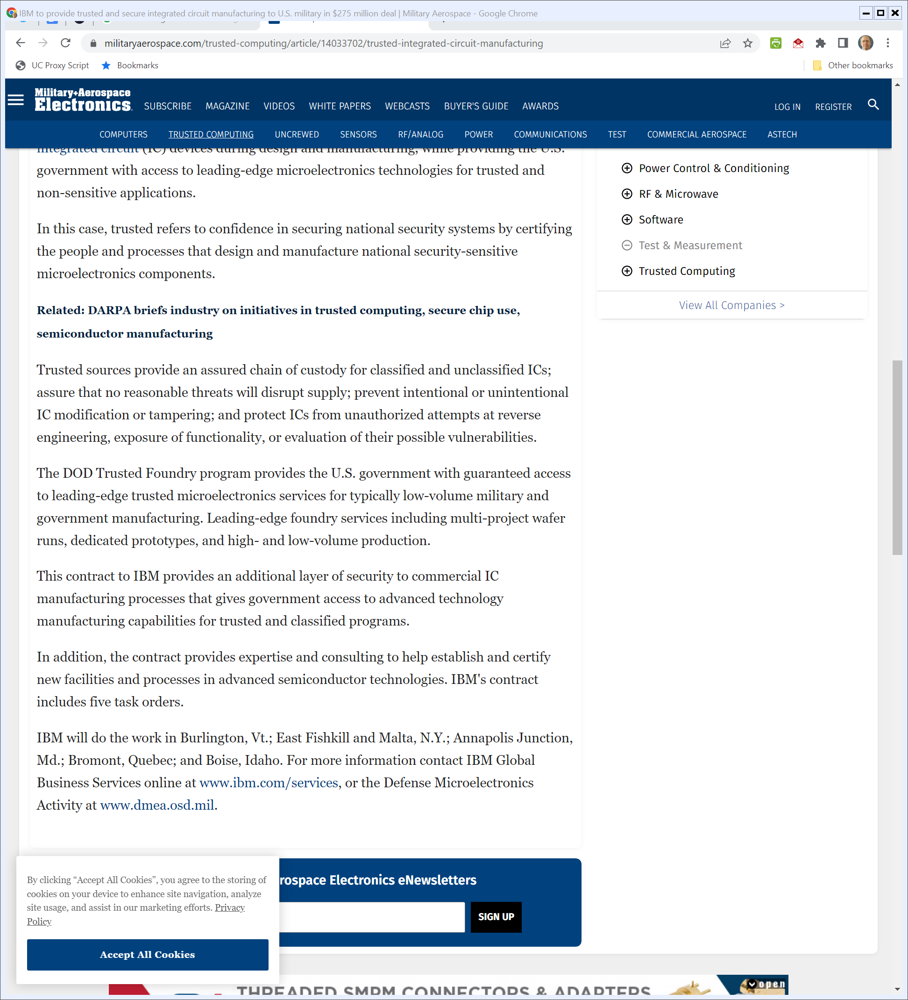 IBM to provide trusted and secure integrated circuit manufacturing to U.S. military in $275 million deal | Military Aerospace - Google Chrome
militaryaerospace.com/trusted-computing/article/14033702/trusted-integrated-circuit-manufacturing
UC Proxy Script
Bookmarks
Other bookmarks
Military+Aerospace
Electronics.
SUBSCRIBE
MAGAZINE
VIDEOS
WHITE PAPERS
WEBCASTS
BUYER'S GUIDE
AWARDS
LOG IN
REGISTER
COMPUTERS
TRUSTED COMPUTING
UNCREWED
SENSORS
RF/ANALOG
POWER
COMMUNICATIONS
TEST
COMMERCIAL AEROSPACE
ASTECH
integrated circuit (IC) devices during design and manufacturing, while providing the U.S.
government with access to leading-edge microelectronics technologies for trusted and
non-sensitive applications.
In this case, trusted refers to confidence in securing national security systems by certifying
the people and processes that design and manufacture national security-sensitive
microelectronics components.
Related: DARPA briefs industry on initiatives in trusted computing, secure chip use,
semiconductor manufacturing
Trusted sources provide an assured chain of custody for classified and unclassified ICs;
assure that no reasonable threats will disrupt supply; prevent intentional or unintentional
IC modification or tampering; and protect ICs from unauthorized attempts at reverse
engineering, exposure of functionality, or evaluation of their possible vulnerabilities.
The DOD Trusted Foundry program provides the U.S. government with guaranteed access
to leading-edge trusted microelectronics services for typically low-volume military and
government manufacturing. Leading-edge foundry services including multi-project wafer
runs, dedicated prototypes, and high- and low-volume production.
This contract to IBM provides an additional layer of security to commercial IC
manufacturing processes that gives government access to advanced technology
manufacturing capabilities for trusted and classified programs.
In addition, the contract provides expertise and consulting to help establish and certify
new facilities and processes in advanced semiconductor technologies. IBM's contract
includes five task orders.
IBM will do the work in Burlington, Vt.; East Fishkill and Malta, N.Y.; Annapolis Junction,
Md.; Bromont, Quebec; and Boise, Idaho. For more information contact IBM Global
Business Services online at www.ibm.com/services, or the Defense Microelectronics
Activity at www.dmea.osd.mil.
Power Control & Conditioning
RF & Microwave
Software
Test & Measurement
Trusted Computing
View All Companies >
rospace Electronics eNewsletters
SIGN UP
By clicking “Accept All Cookies”, you agree to the storing of
cookies on your device to enhance site navigation, analyze
site usage, and assist in our marketing efforts. Privacy
Policy
Accept All Cookies
THREADED SMPM CONNECTORS & ADAPTERS
open